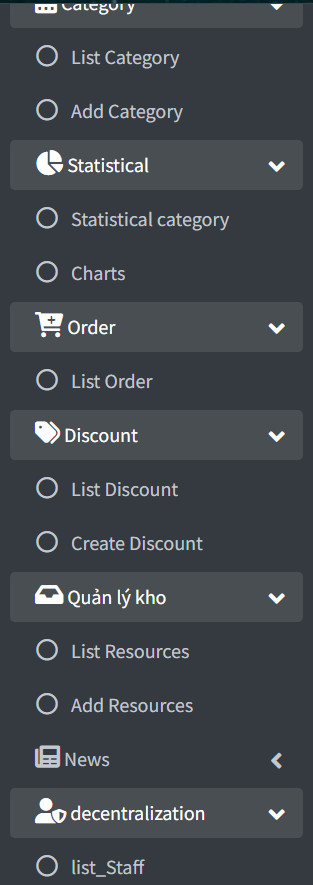 Category
List Category
Add Category
Statistical
Statistical category
Charts
Order
List Order
Discount
List Discount
Create Discount
Quản lý kho
List Resources
Add Resources
News
decentralization
list_Staff